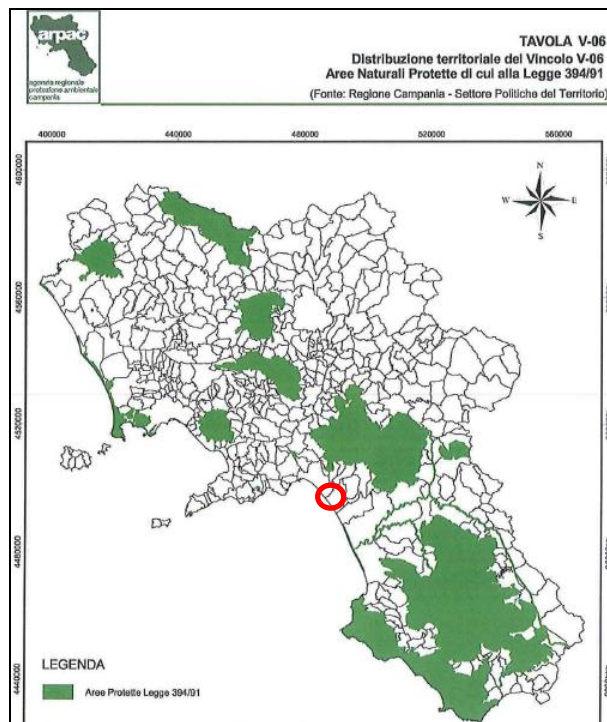 arpac
agenzia regionale
protezione ambientale
campania
TAVOLA V-06
Distribuzione territoriale del Vincolo V-06
Aree Naturali Protette di cui alla Legge 394/91
(Fonte: Regione Campania - Settore Politiche del Territorio)
400000 440000 480000 520000 560000
4600000
N
W E
S
4560000
4520000
4480000
4440000
LEGENDA
Aree Protette Legge 394/91